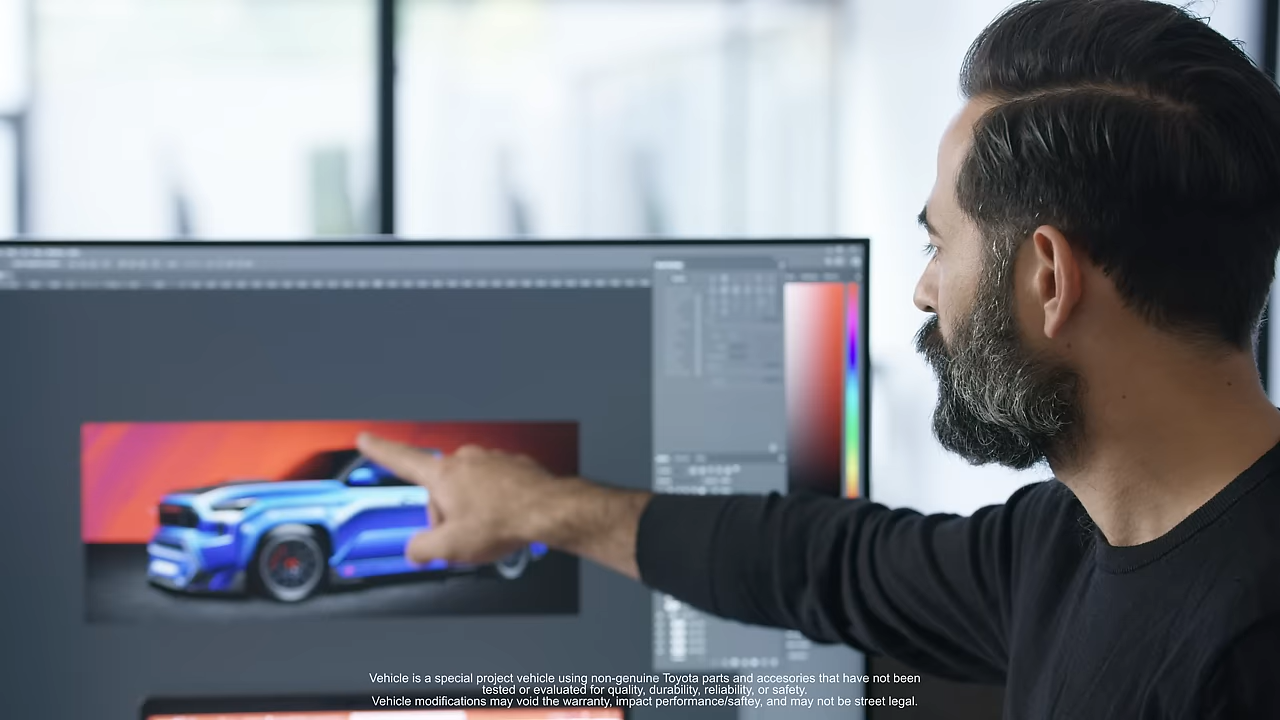 Vehicle is a special project vehicle using non-genuine Toyota parts and accesories that have not been
tested or evaluated for quality, durability, reliability, or safety.
Vehicle modifications may void the warranty, impact performance/saftey, and may not be street legal.